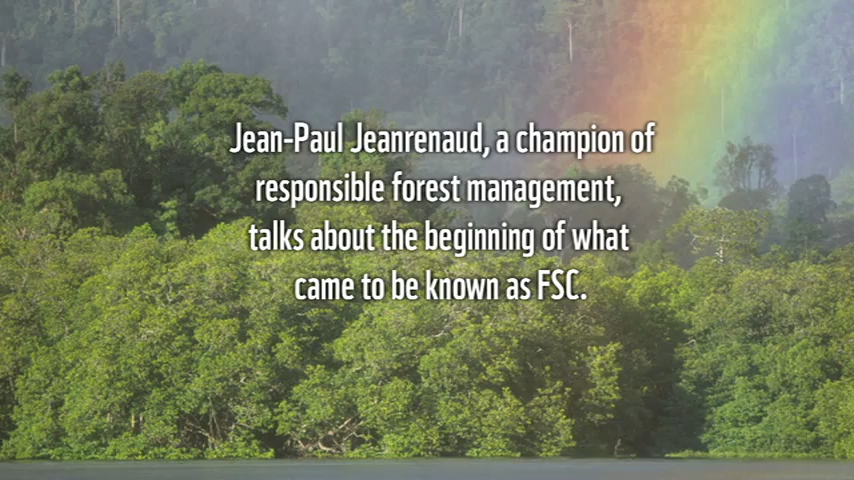 Jean-Paul Jeanrenaud, a champion of
responsible forest management,
talks about the beginning of what
came to be known as FSC.